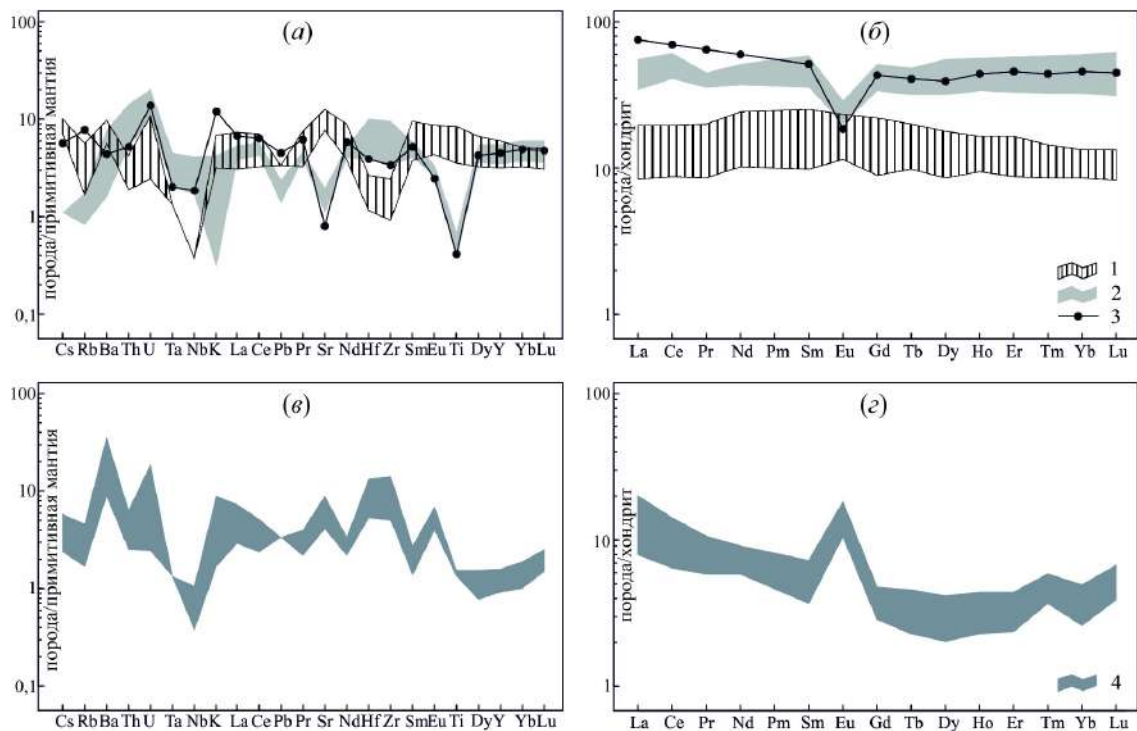 (а)
100
10
1
0,1
порода/примитивная мантия
Cs Rb Ba Th U Ta Nb K La Ce Pb Pr Sr Nd Hf Zr Sm Eu Ti Dy Y Yb Lu
(б)
100
10
1
порода/хондрит
1
2
3
La Ce Pr Nd Pm Sm Eu Gd Tb Dy Ho Er Tm Yb Lu
(в)
100
10
1
0,1
порода/примитивная мантия
Cs Rb Ba Th U Ta Nb K La Ce Pb Pr Sr Nd Hf Zr Sm Eu Ti Dy Y Yb Lu
(г)
100
10
1
порода/хондрит
4
La Ce Pr Nd Pm Sm Eu Gd Tb Dy Ho Er Tm Yb Lu